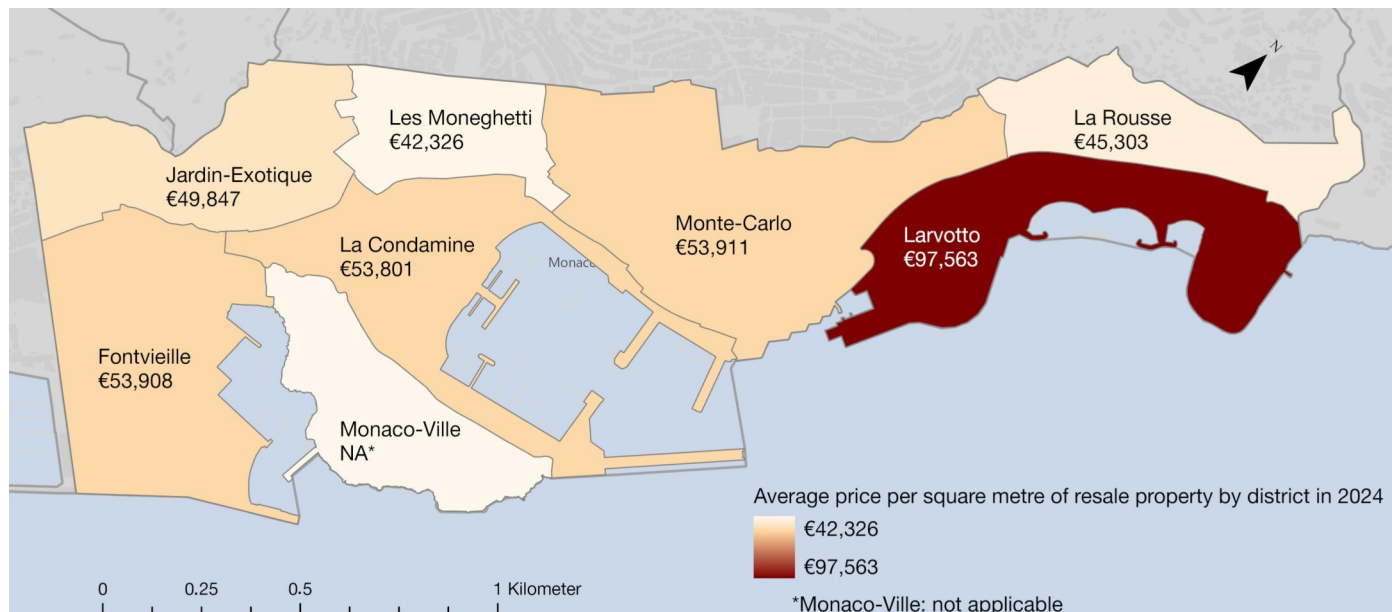 N
Les Moneghetti
€42,326
La Rousse
€45,303
Jardin-Exotique
€49,847
Monte-Carlo
€53,911
La Condamine
€53,801
Larvotto
€97,563
Monaco
Fontvieille
€53,908
Monaco-Ville
NA*
Average price per square metre of resale property by district in 2024
€42,326
€97,563
0 0.25 0.5 1 Kilometer
*Monaco-Ville: not applicable